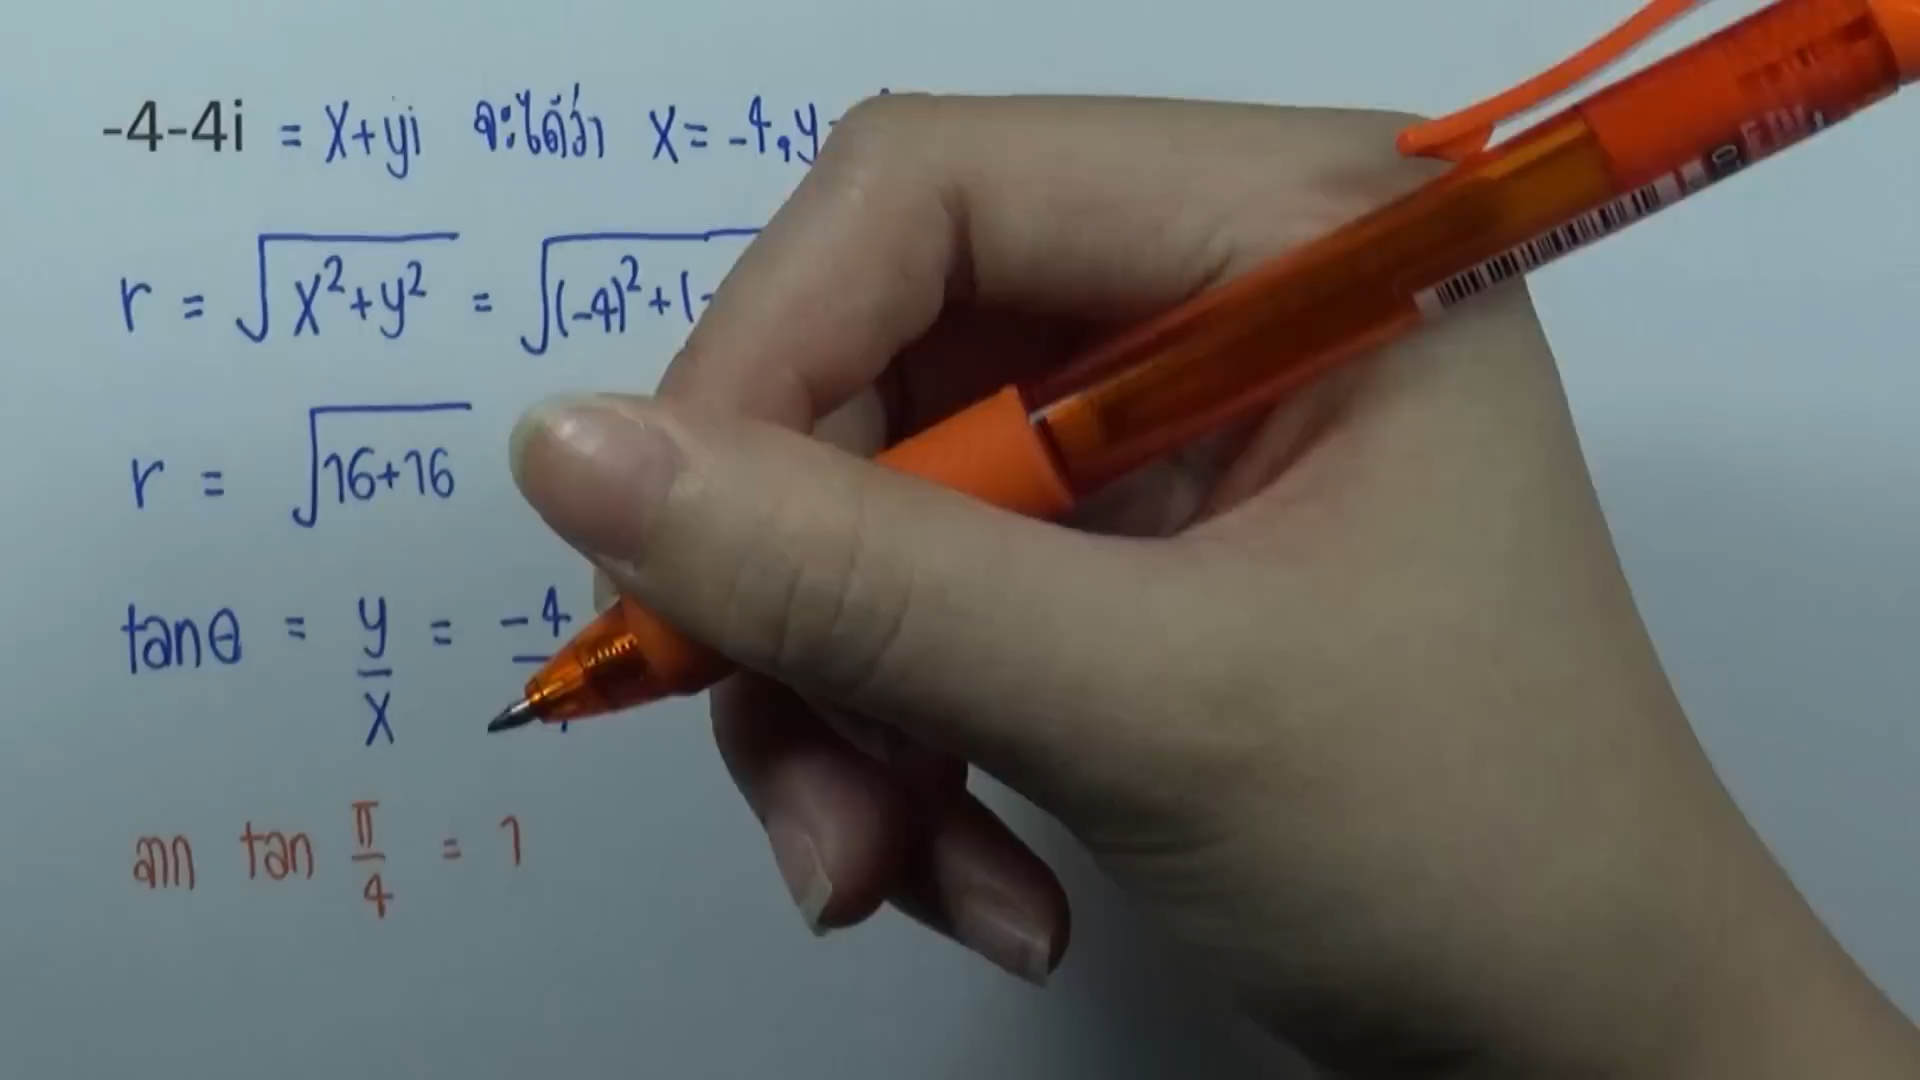 -4-4i = x+yi จะได้ว่า x = -4, y
r = √x²+y² = √(-4)²+(-
r = √16+16
tanθ = y/x = -4
จาก tan π/4 = 1